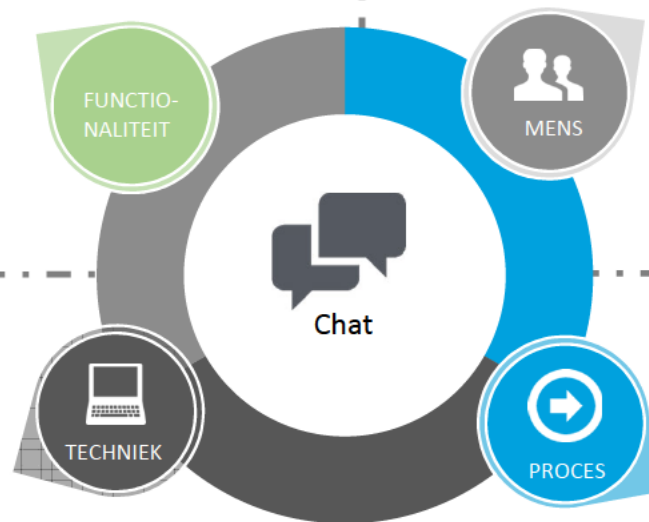 FUNCTIO-
NALITEIT
MENS
Chat
TECHNIEK
PROCES